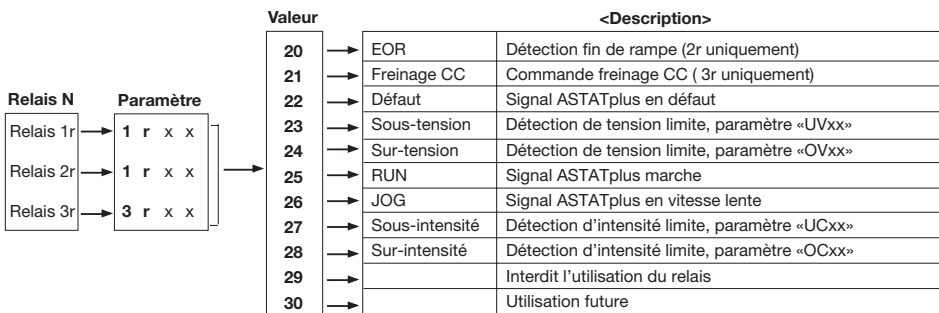 Valeur <Description>
20 EOR Détection fin de rampe (2r uniquement)
21 Freinage CC Commande freinage CC ( 3r uniquement)
22 Défaut Signal ASTATplus en défaut
23 Sous-tension Détection de tension limite, paramètre «UVxx»
24 Sur-tension Détection de tension limite, paramètre «OVxx»
25 RUN Signal ASTATplus marche
26 JOG Signal ASTATplus en vitesse lente
27 Sous-intensité Détection d'intensité limite, paramètre «UCxx»
28 Sur-intensité Détection d'intensité limite, paramètre «OCxx»
29 Interdit l'utilisation du relais
30 Utilisation future
Relais N Paramètre
Relais 1r 1 r x x
Relais 2r 1 r x x
Relais 3r 3 r x x